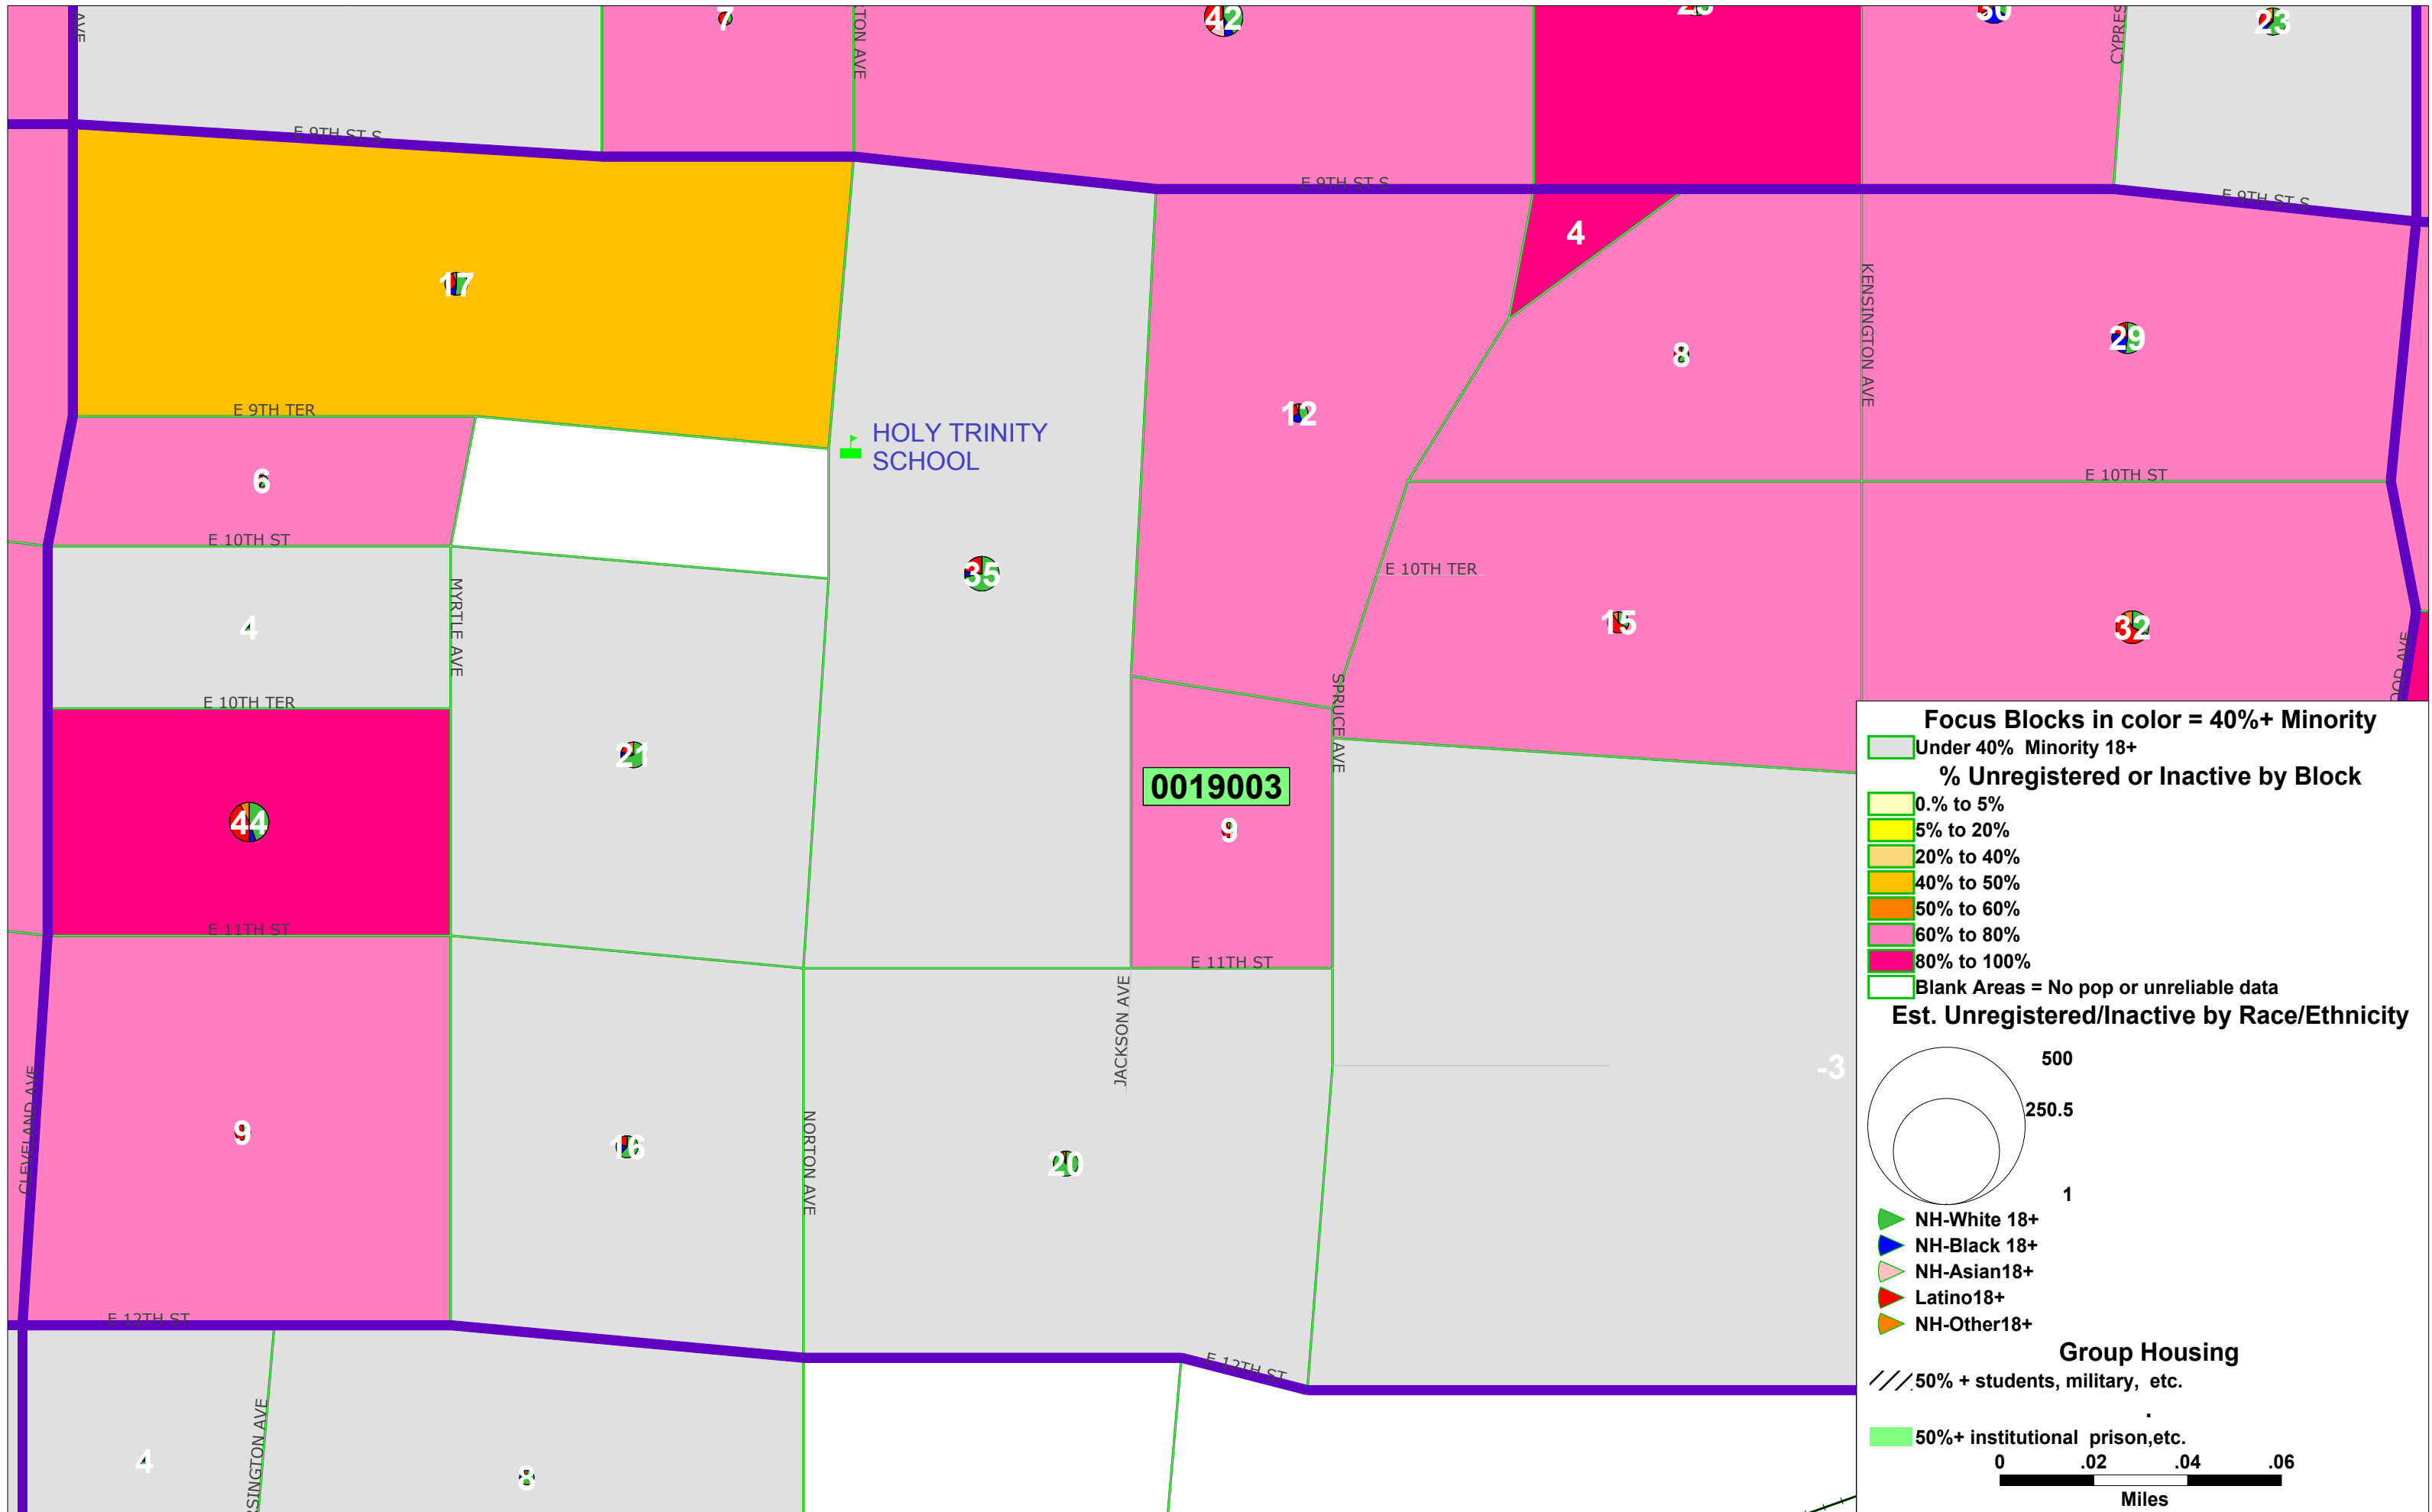 AVE
7
42
23
CYPRES
E 9TH ST S
E 9TH ST S
E 9TH ST S
4
17
KENSINGTON AVE
29
8
E 9TH TER
12
HOLY TRINITY
SCHOOL
6
E 10TH ST
E 10TH ST
35
E 10TH TER
MYRTLE AVE
4
15
32
E 10TH TER
SPRUCE AVE
21
0019003
44
9
E 11TH ST
E 11TH ST
JACKSON AVE
-3
CLEVELAND AVE
9
NORTON AVE
16
20
E 12TH ST
E 12TH ST
4
8
Focus Blocks in color = 40%+ Minority
Under 40% Minority 18+
% Unregistered or Inactive by Block
0.% to 5%
5% to 20%
20% to 40%
40% to 50%
50% to 60%
60% to 80%
80% to 100%
Blank Areas = No pop or unreliable data
Est. Unregistered/Inactive by Race/Ethnicity
500
250.5
1
NH-White 18+
NH-Black 18+
NH-Asian18+
Latino18+
NH-Other18+
Group Housing
50% + students, military, etc.
.
50%+ institutional prison,etc.
0 .02 .04 .06
Miles